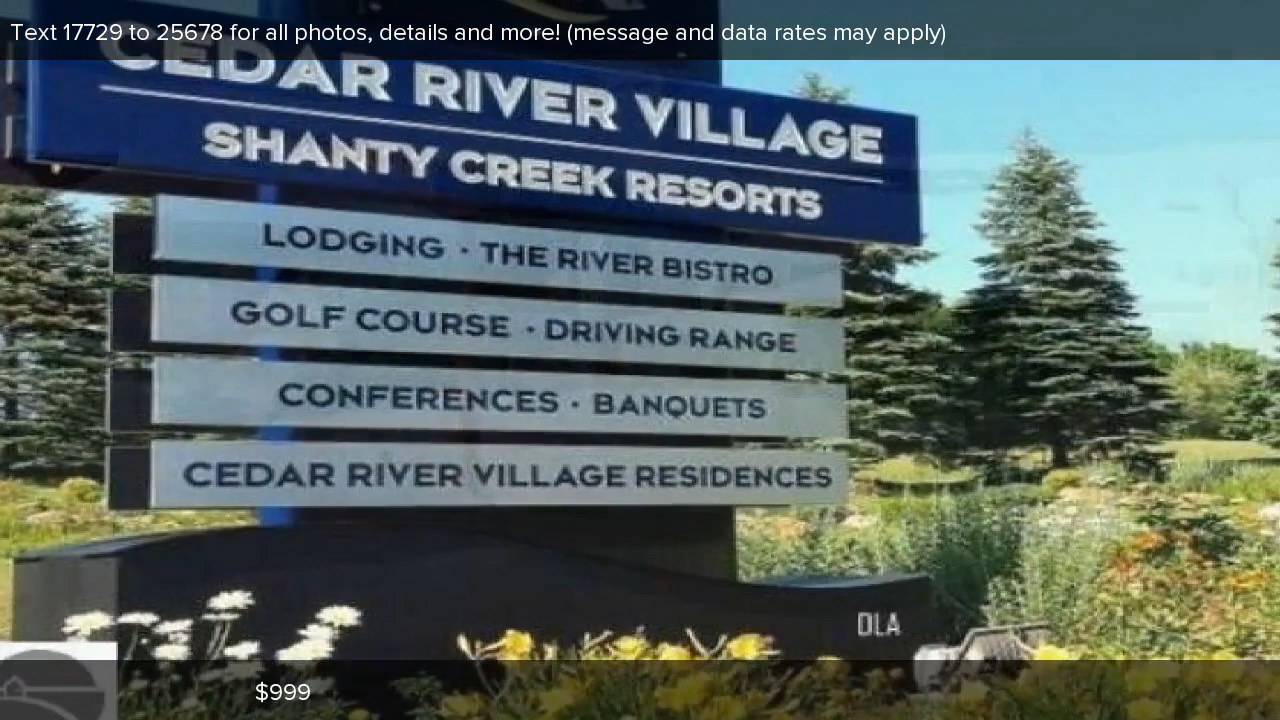 Text 17729 to 25678 for all photos, details and more! (message and data rates may apply)
CEDAR RIVER VILLAGE
SHANTY CREEK RESORTS
LODGING · THE RIVER BISTRO
GOLF COURSE · DRIVING RANGE
CONFERENCES · BANQUETS
CEDAR RIVER VILLAGE RESIDENCES
DLA
$999